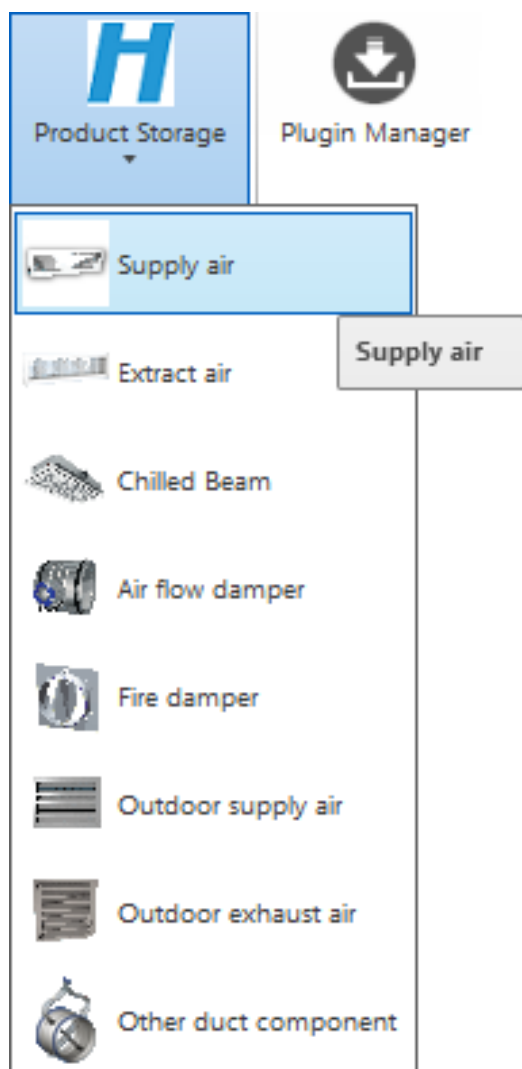 H
Product Storage
Plugin Manager
Supply air
Supply air
Extract air
Chilled Beam
Air flow damper
Fire damper
Outdoor supply air
Outdoor exhaust air
Other duct component